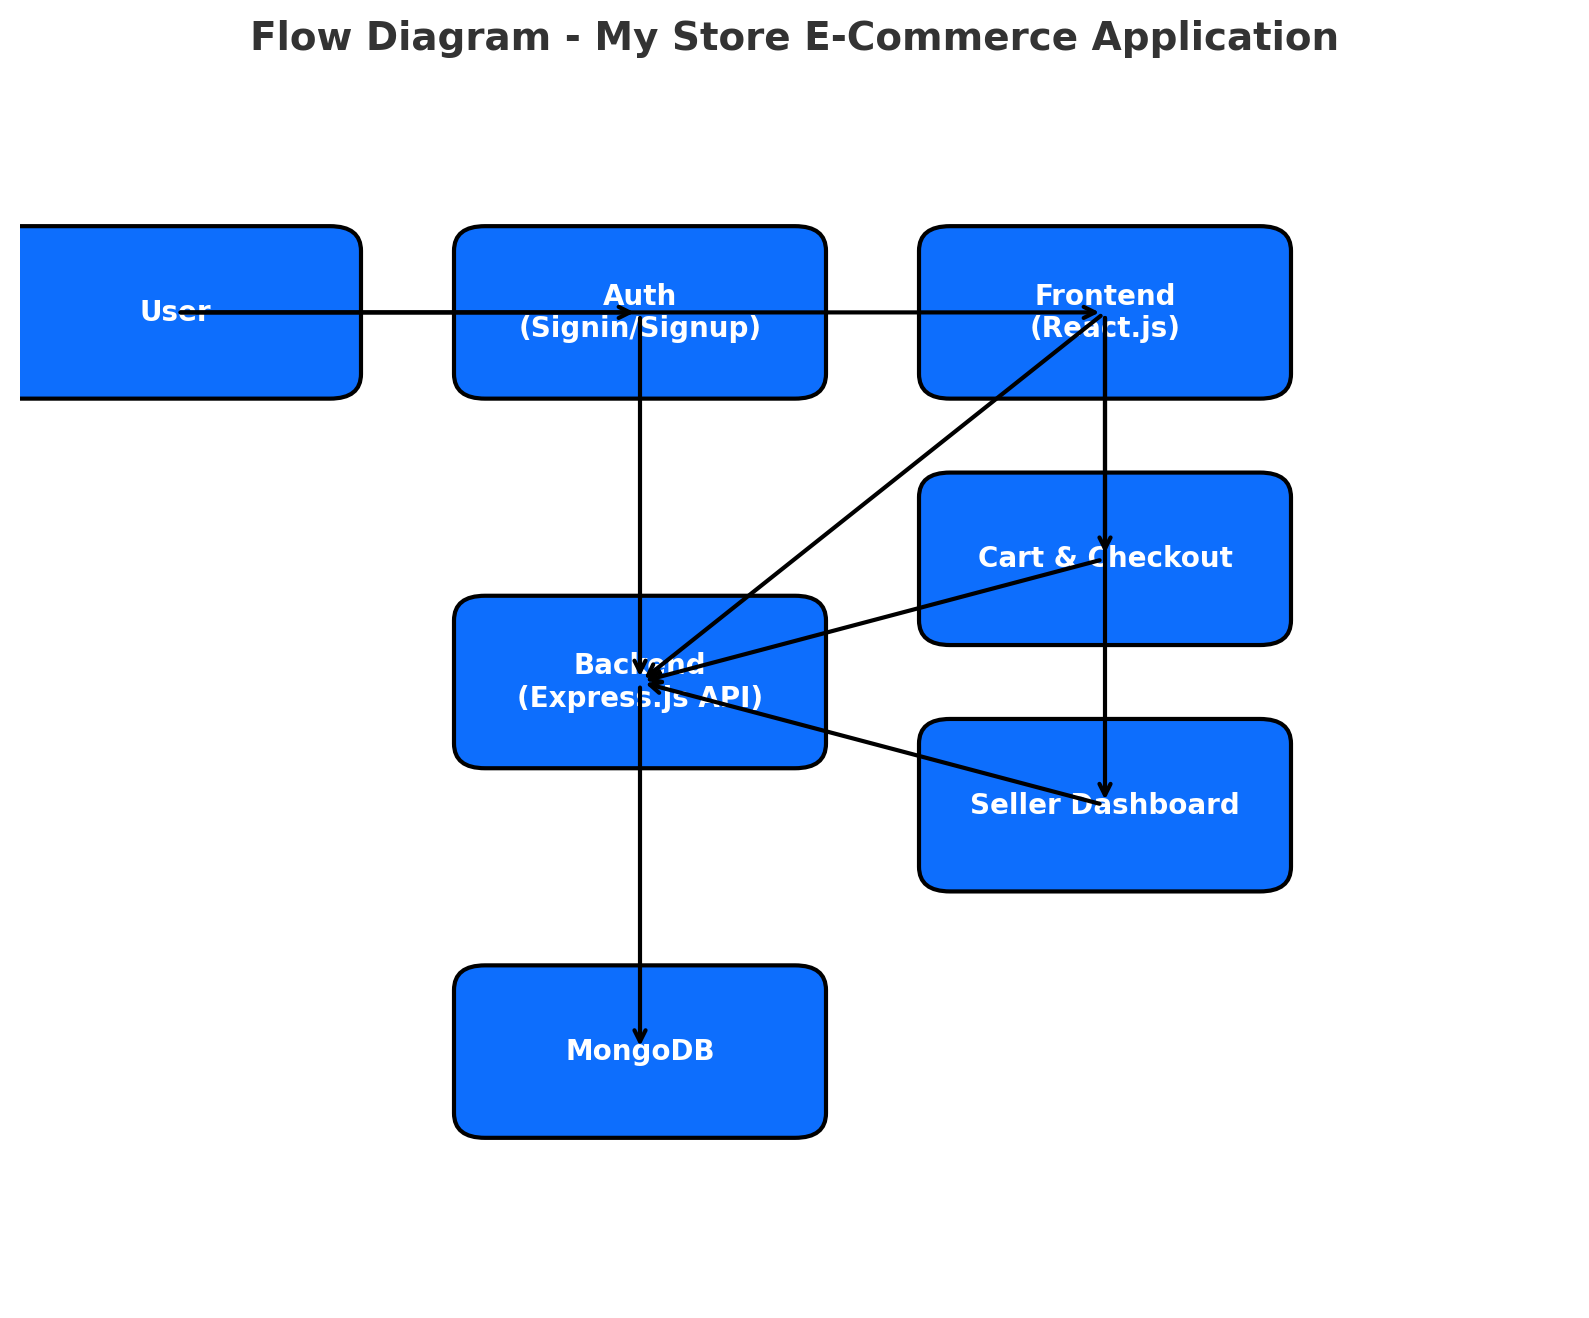 Flow Diagram - My Store E-Commerce Application
User
Auth
(Signin/Signup)
Frontend
(React.js)
Cart & Checkout
Backend
(Express.js API)
Seller Dashboard
MongoDB